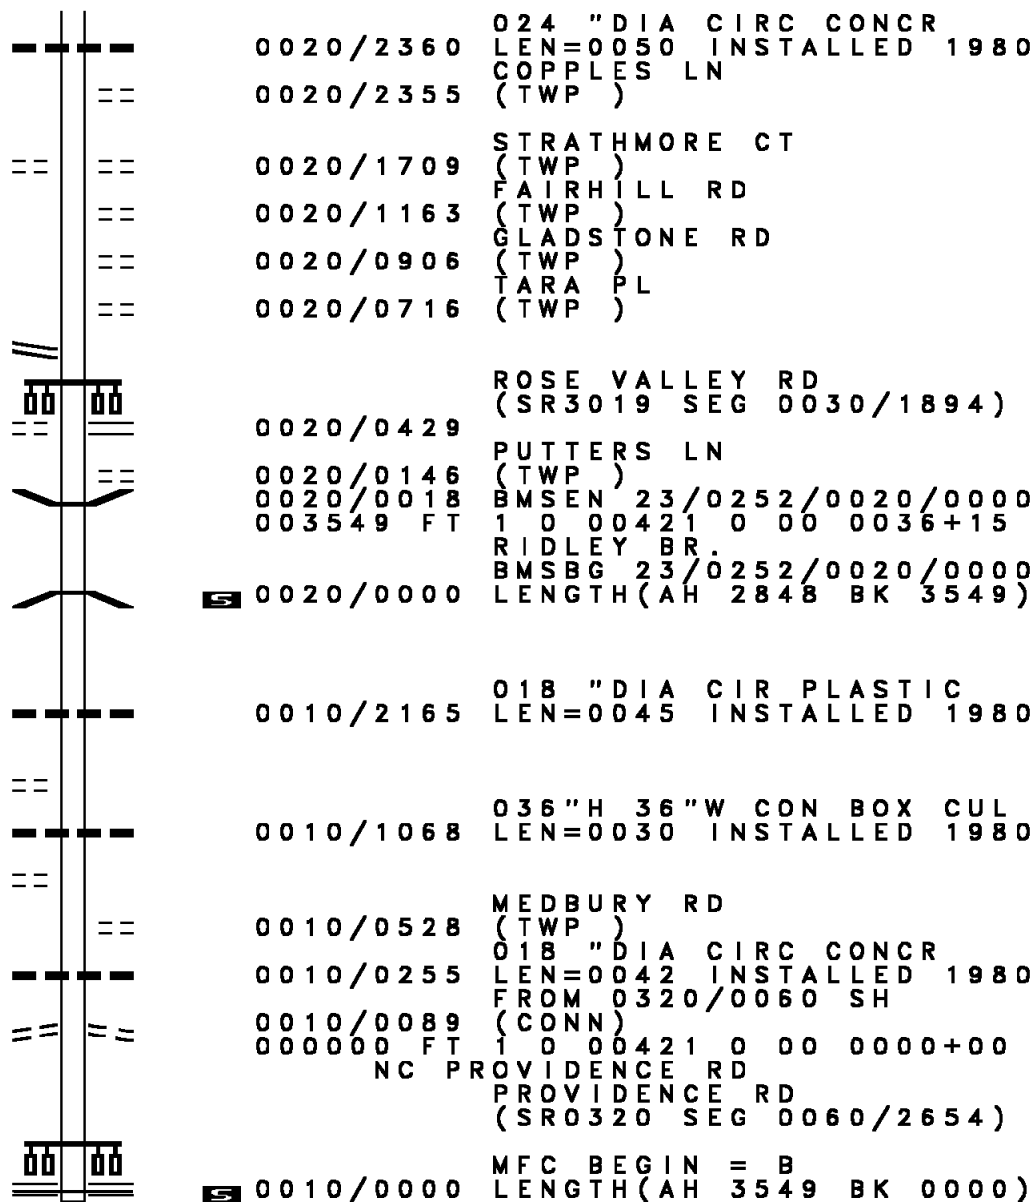 024 "DIA CIRC CONCR
0020/2360 LEN=0050 INSTALLED 1980
COPPLES LN
0020/2355 (TWP )
STRATHMORE CT
0020/1709 (TWP )
FAIRHILL RD
0020/1163 (TWP )
GLADSTONE RD
0020/0906 (TWP )
TARA PL
0020/0716 (TWP )
ROSE VALLEY RD
(SR3019 SEG 0030/1894)
0020/0429
PUTTERS LN
0020/0146 (TWP )
0020/0018 BMSEN 23/0252/0020/0000
003549 FT 1 0 00421 0 00 0036+15
RIDLEY BR.
BMSBG 23/0252/0020/0000
S 0020/0000 LENGTH(AH 2848 BK 3549)
018 "DIA CIR PLASTIC
0010/2165 LEN=0045 INSTALLED 1980
036"H 36"W CON BOX CUL
0010/1068 LEN=0030 INSTALLED 1980
MEDBURY RD
0010/0528 (TWP )
018 "DIA CIRC CONCR
0010/0255 LEN=0042 INSTALLED 1980
FROM 0320/0060 SH
0010/0089 (CONN)
000000 FT 1 0 00421 0 00 0000+00
NC PROVIDENCE RD
PROVIDENCE RD
(SR0320 SEG 0060/2654)
MFC BEGIN = B
S 0010/0000 LENGTH(AH 3549 BK 0000)